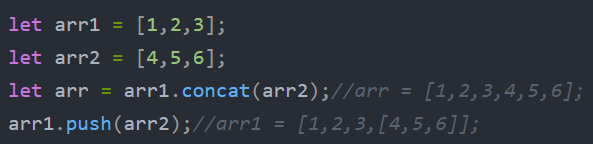 let arr1 = [1,2,3];
let arr2 = [4,5,6];
let arr = arr1.concat(arr2);//arr = [1,2,3,4,5,6];
arr1.push(arr2);//arr1 = [1,2,3,[4,5,6]];